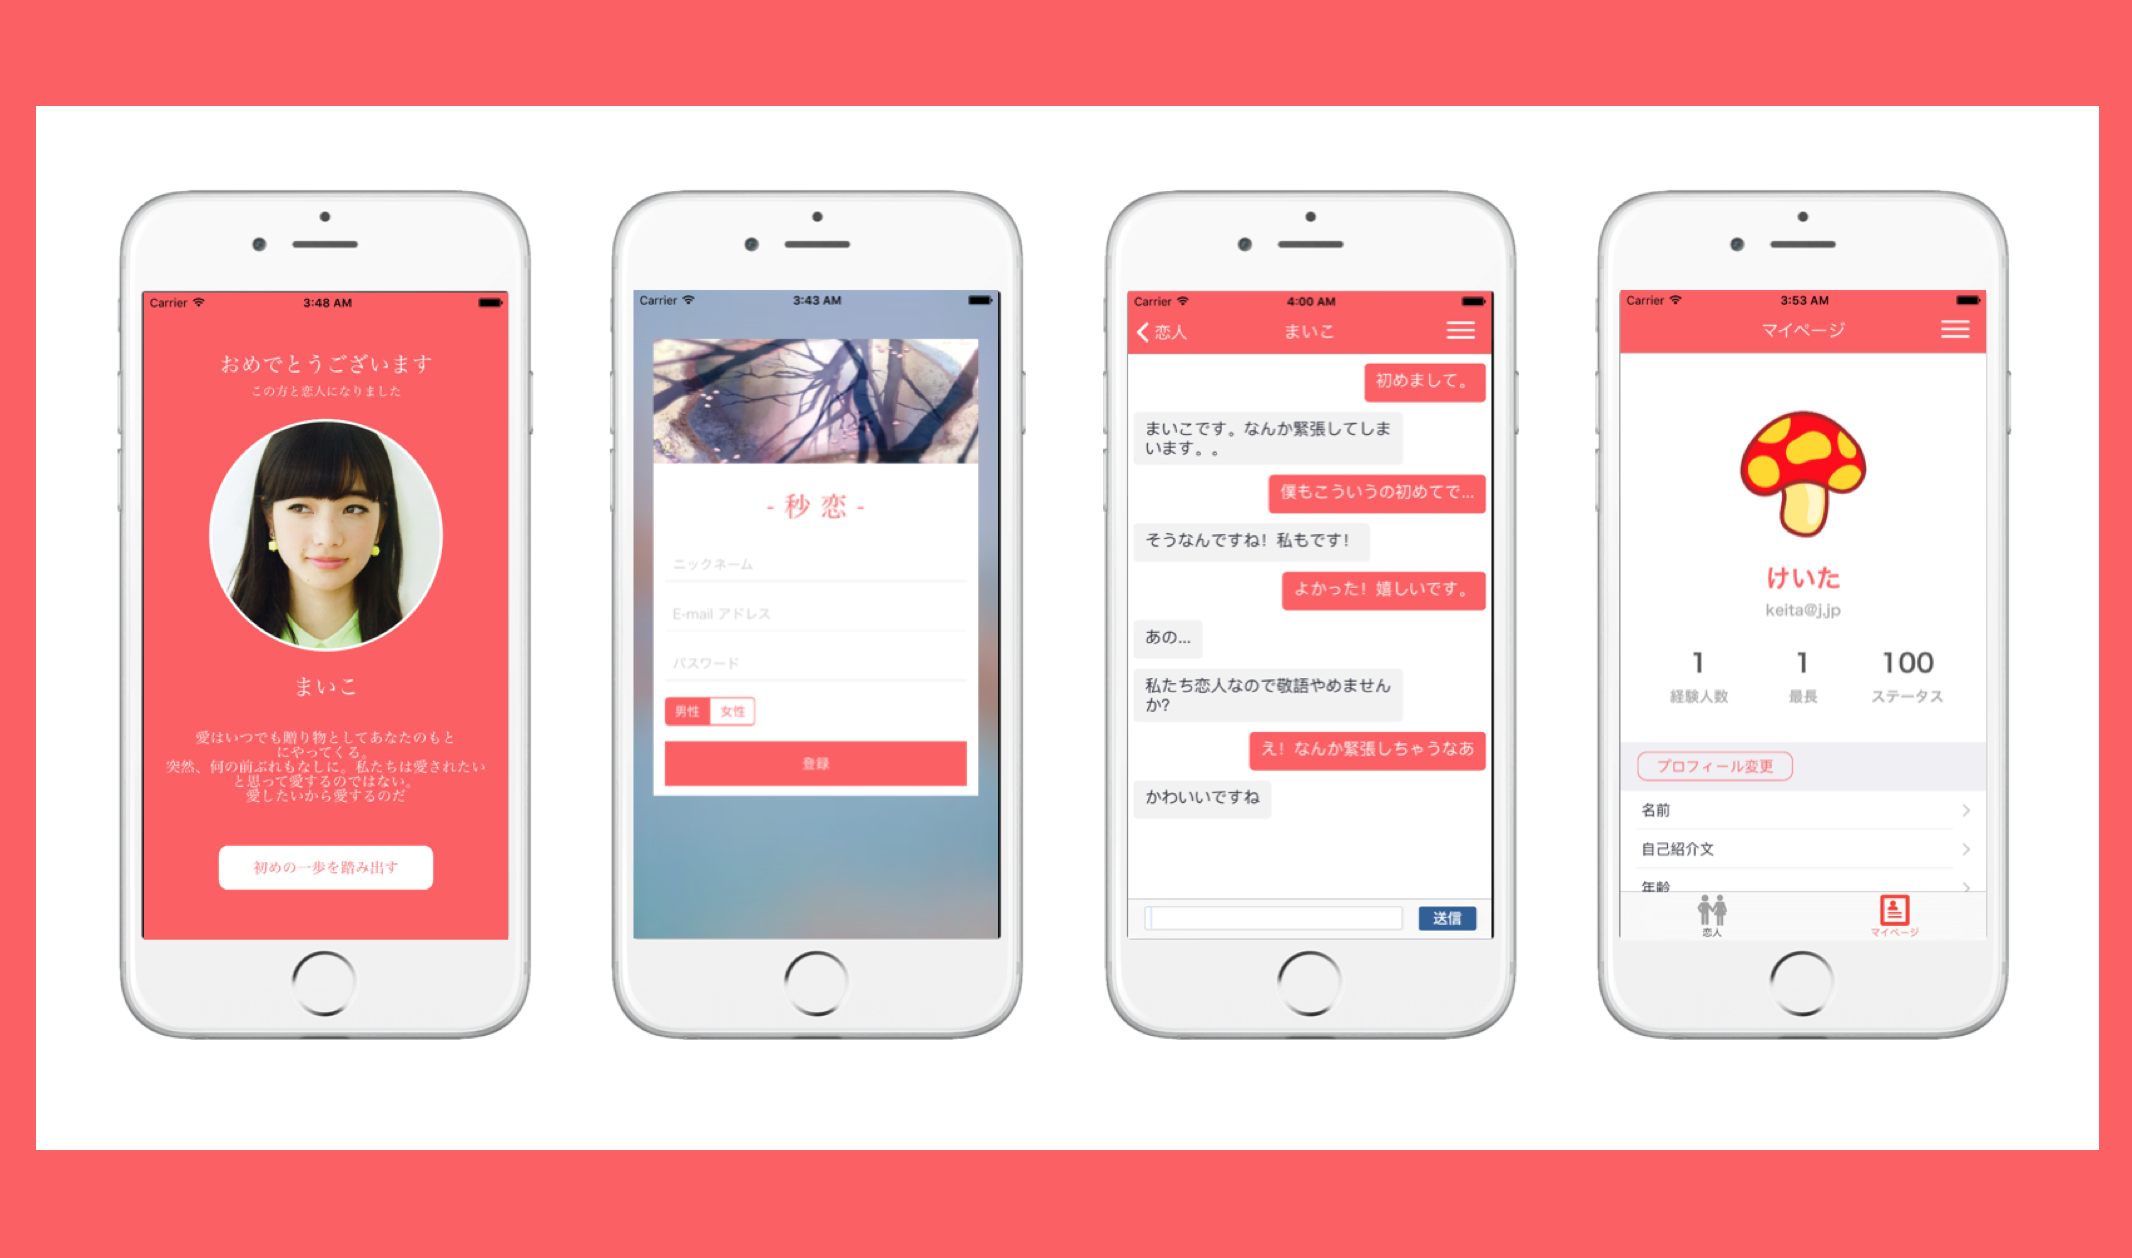 Carrier 3:48 AM
おめでとうございます
この方と恋人になりました
まいこ
愛はいつでも贈り物としてあなたのもと
にやってくる。
突然、何の前ぶれもなしに。私たちは愛されたい
と思って愛するのではない。
愛したいから愛するのだ
初めの一歩を踏み出す
Carrier 3:43 AM
- 秒 恋 -
ニックネーム
E-mail アドレス
パスワード
男性 女性
登録
Carrier 4:00 AM
恋人 まいこ
初めまして。
まいこです。なんか緊張してしま
います。。
僕もこういうの初めてで...
そうなんですね！私もです！
よかった！嬉しいです。
あの...
私たち恋人なので敬語やめません
か?
え！なんか緊張しちゃうなあ
かわいいですね
送信
Carrier 3:53 AM
マイページ
けいた
keita@j.jp
1 1 100
経験人数 最長 ステータス
プロフィール変更
名前
自己紹介文
年齢
恋人 マイページ